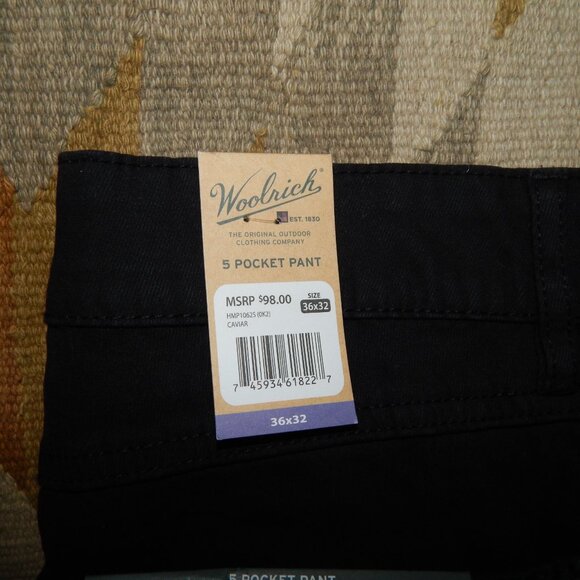 Woolrich®
EST. 1830
THE ORIGINAL OUTDOOR
CLOTHING COMPANY
5 POCKET PANT
MSRP $98.00
SIZE
36x32
HMP10625 (0K2)
CAVIAR
7 45934 61822 7
36x32
5 POCKET PANT